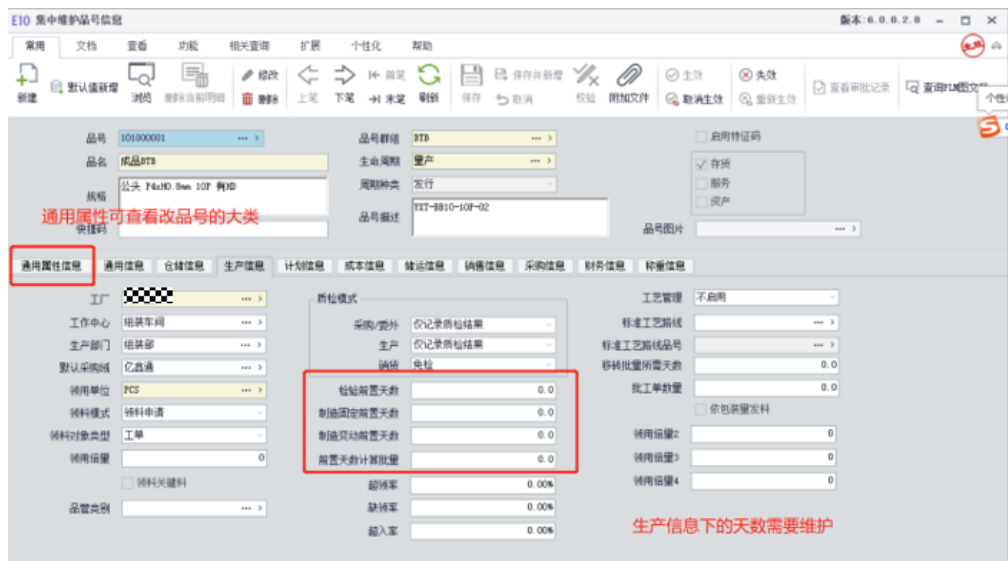 E10 集中维护品号信息 版本:6.0.0.2.8
常用 文档 查看 功能 相关查询 扩展 个性化 帮助
新建 默认值新增 浏览 删除当前明细 修改 删除 上笔 下笔 首笔 末笔 刷新 保存 保存并新增 取消 校验 附加文件 生效 取消生效 失效 重新生效 查看审批记录 查询PLM图文
个性
品号 101000001 品号群组 BTB 启用特征码
品名 成品BTB 生命周期 量产 存货
规格 公头 P4xH0.8mm 10P 有HD 周期种类 发行 服务
资产
通用属性可查看改品号的大类
品号描述 TXT-BB10-10P-02
快捷码 品号图片
通用属性信息 通用信息 仓储信息 生产信息 计划信息 成本信息 储运信息 销售信息 采购信息 财务信息 称重信息
工厂 质检模式 工艺管理 不启用
工作中心 组装车间 采购/委外 仅记录质检结果 标准工艺路线
生产部门 组装部 生产 仅记录质检结果 标准工艺路线品号
默认采购域 亿鑫通 销货 免检 移转批量所需天数 0.0
领用单位 PCS 检验前置天数 0.0 批工单数量 0.0
领料模式 领料申请 制造固定前置天数 0.0 依包装量发料
领料对象类型 工单 制造变动前置天数 0.0 领用倍量2 0
领用倍量 0 前置天数计算批量 0.0 领用倍量3 0
领料关键料 超领率 0.00% 领用倍量4 0
品管类别 缺领率 0.00%
超入率 0.00%
生产信息下的天数需要维护